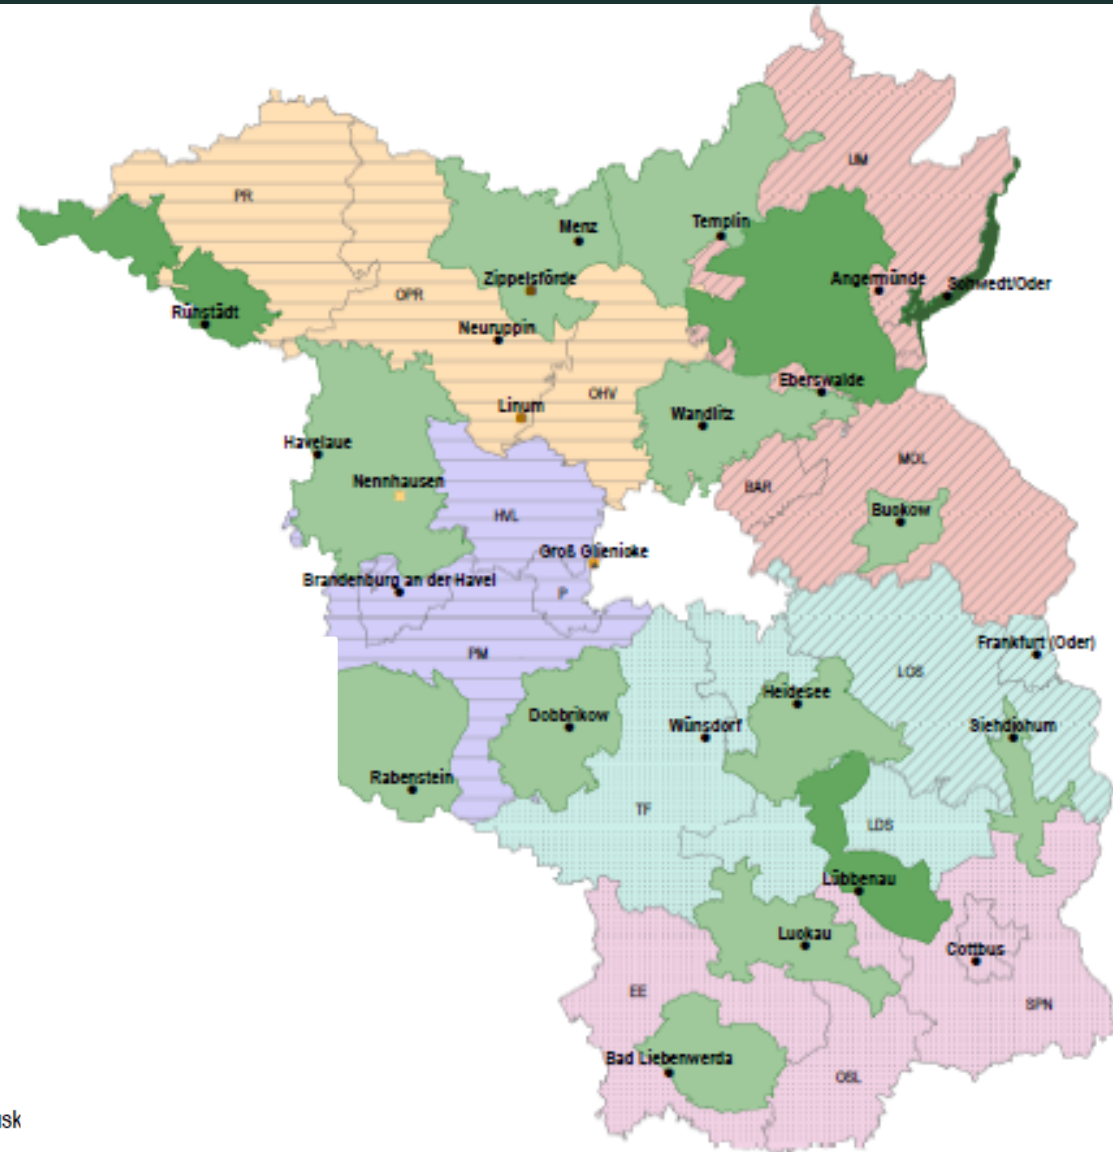 UM
PR
Templin
Menz
Angermünde
Schwedt/Oder
Zippelsförde
OPR
Rühstädt
Neuruppin
Eberswalde
OHV
Linum
Wandlitz
Havelaue
MOL
Nennhausen
BAR
Buckow
HVL
Groß Glienicke
Brandenburg an der Havel
P
Frankfurt (Oder)
PM
LOS
Heidesee
Dobbrikow
Wünsdorf
Siehdichum
Rabenstein
TF
LDS
Lübbenau
Luckau
Cottbus
EE
SPN
Bad Liebenwerda
OSL
usk